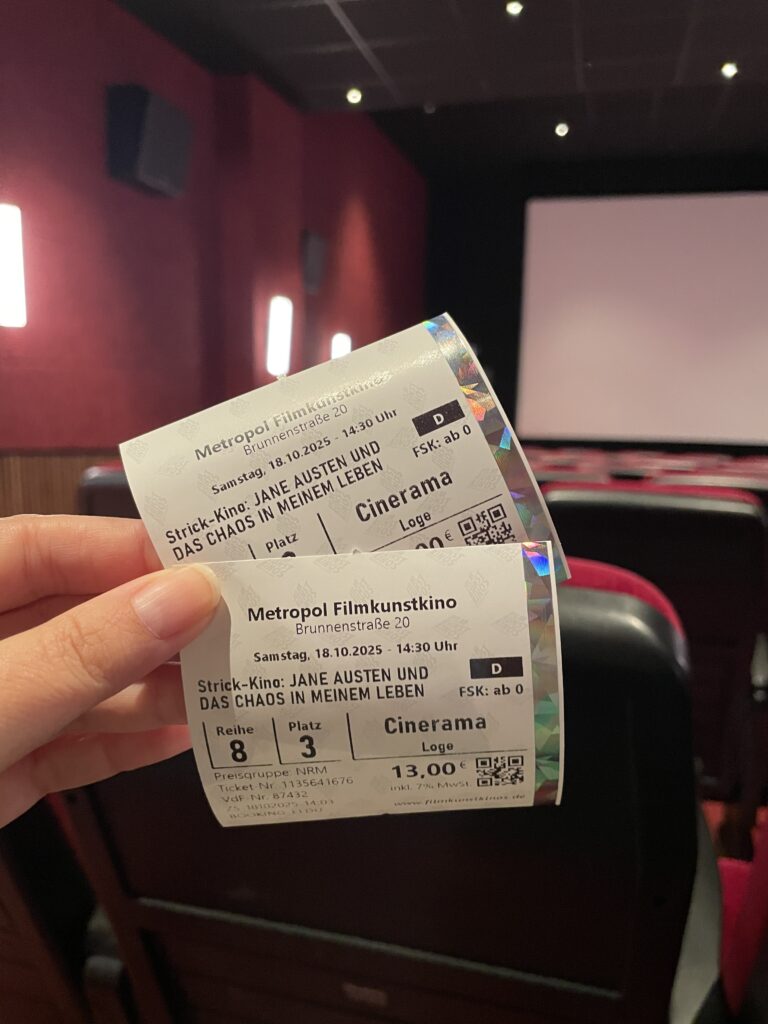 Metropol Filmkunstkino
Brunnenstraße 20
Samstag, 18.10.2025 - 14:30 Uhr
D
FSK: ab 0
Strick-Kino: JANE AUSTEN UND
DAS CHAOS IN MEINEM LEBEN
Platz
Cinerama
Loge
€
Metropol Filmkunstkino
Brunnenstraße 20
Samstag, 18.10.2025 - 14:30 Uhr
D
Strick-Kino: JANE AUSTEN UND
DAS CHAOS IN MEINEM LEBEN
FSK: ab 0
Reihe
8
Platz
3
Cinerama
Loge
13,00 €
inkl. 7% MwSt.
Preisgruppe: NRM
Ticket-Nr. 1135641676
VdF-Nr. 87432
www.filmkunstkinos.de